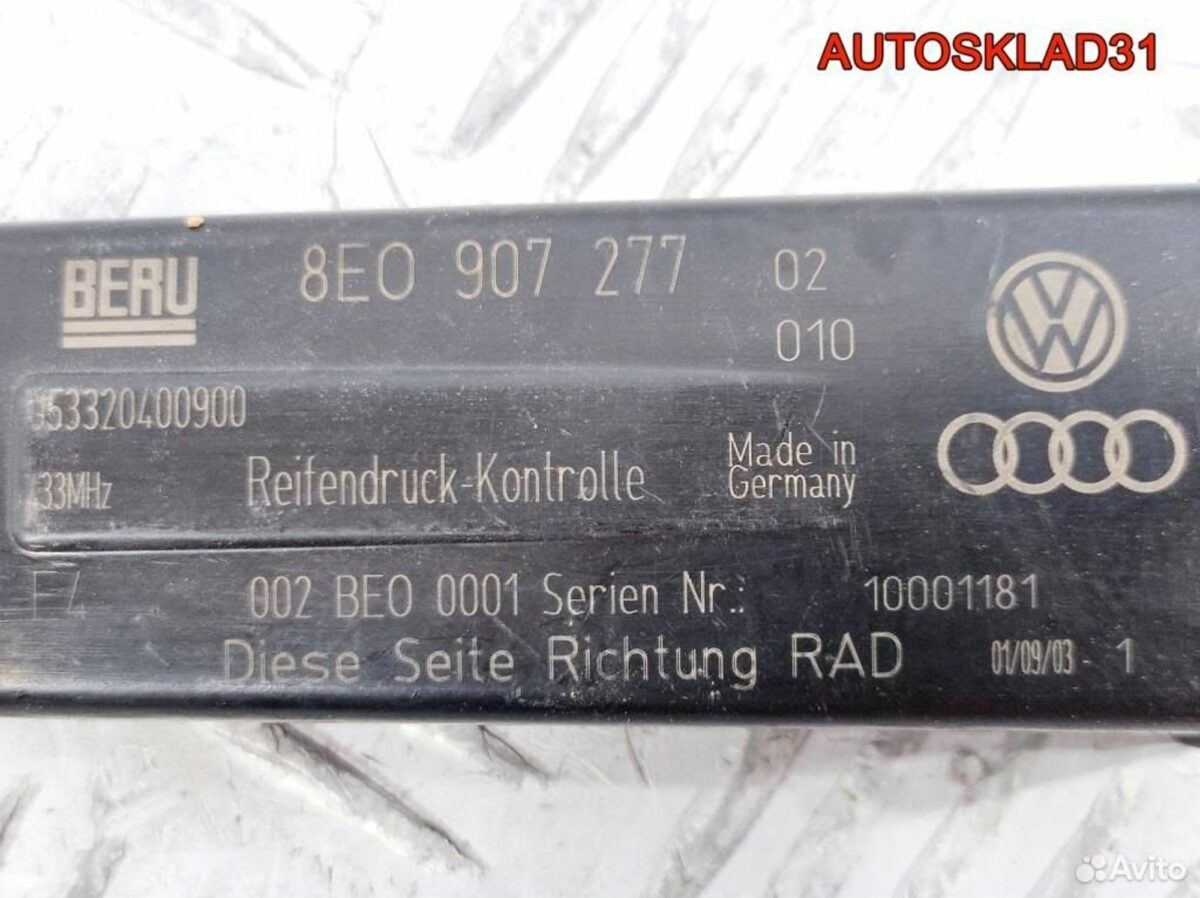 AUTOSKLAD31
BERU
8E0 907 277 02
010
53320400900
33MHz
Reifendruck-Kontrolle
Made in
Germany
002 BE0 0001 Serien Nr.: 10001181
Diese Seite Richtung RAD 01/09/03 - 1
Avito